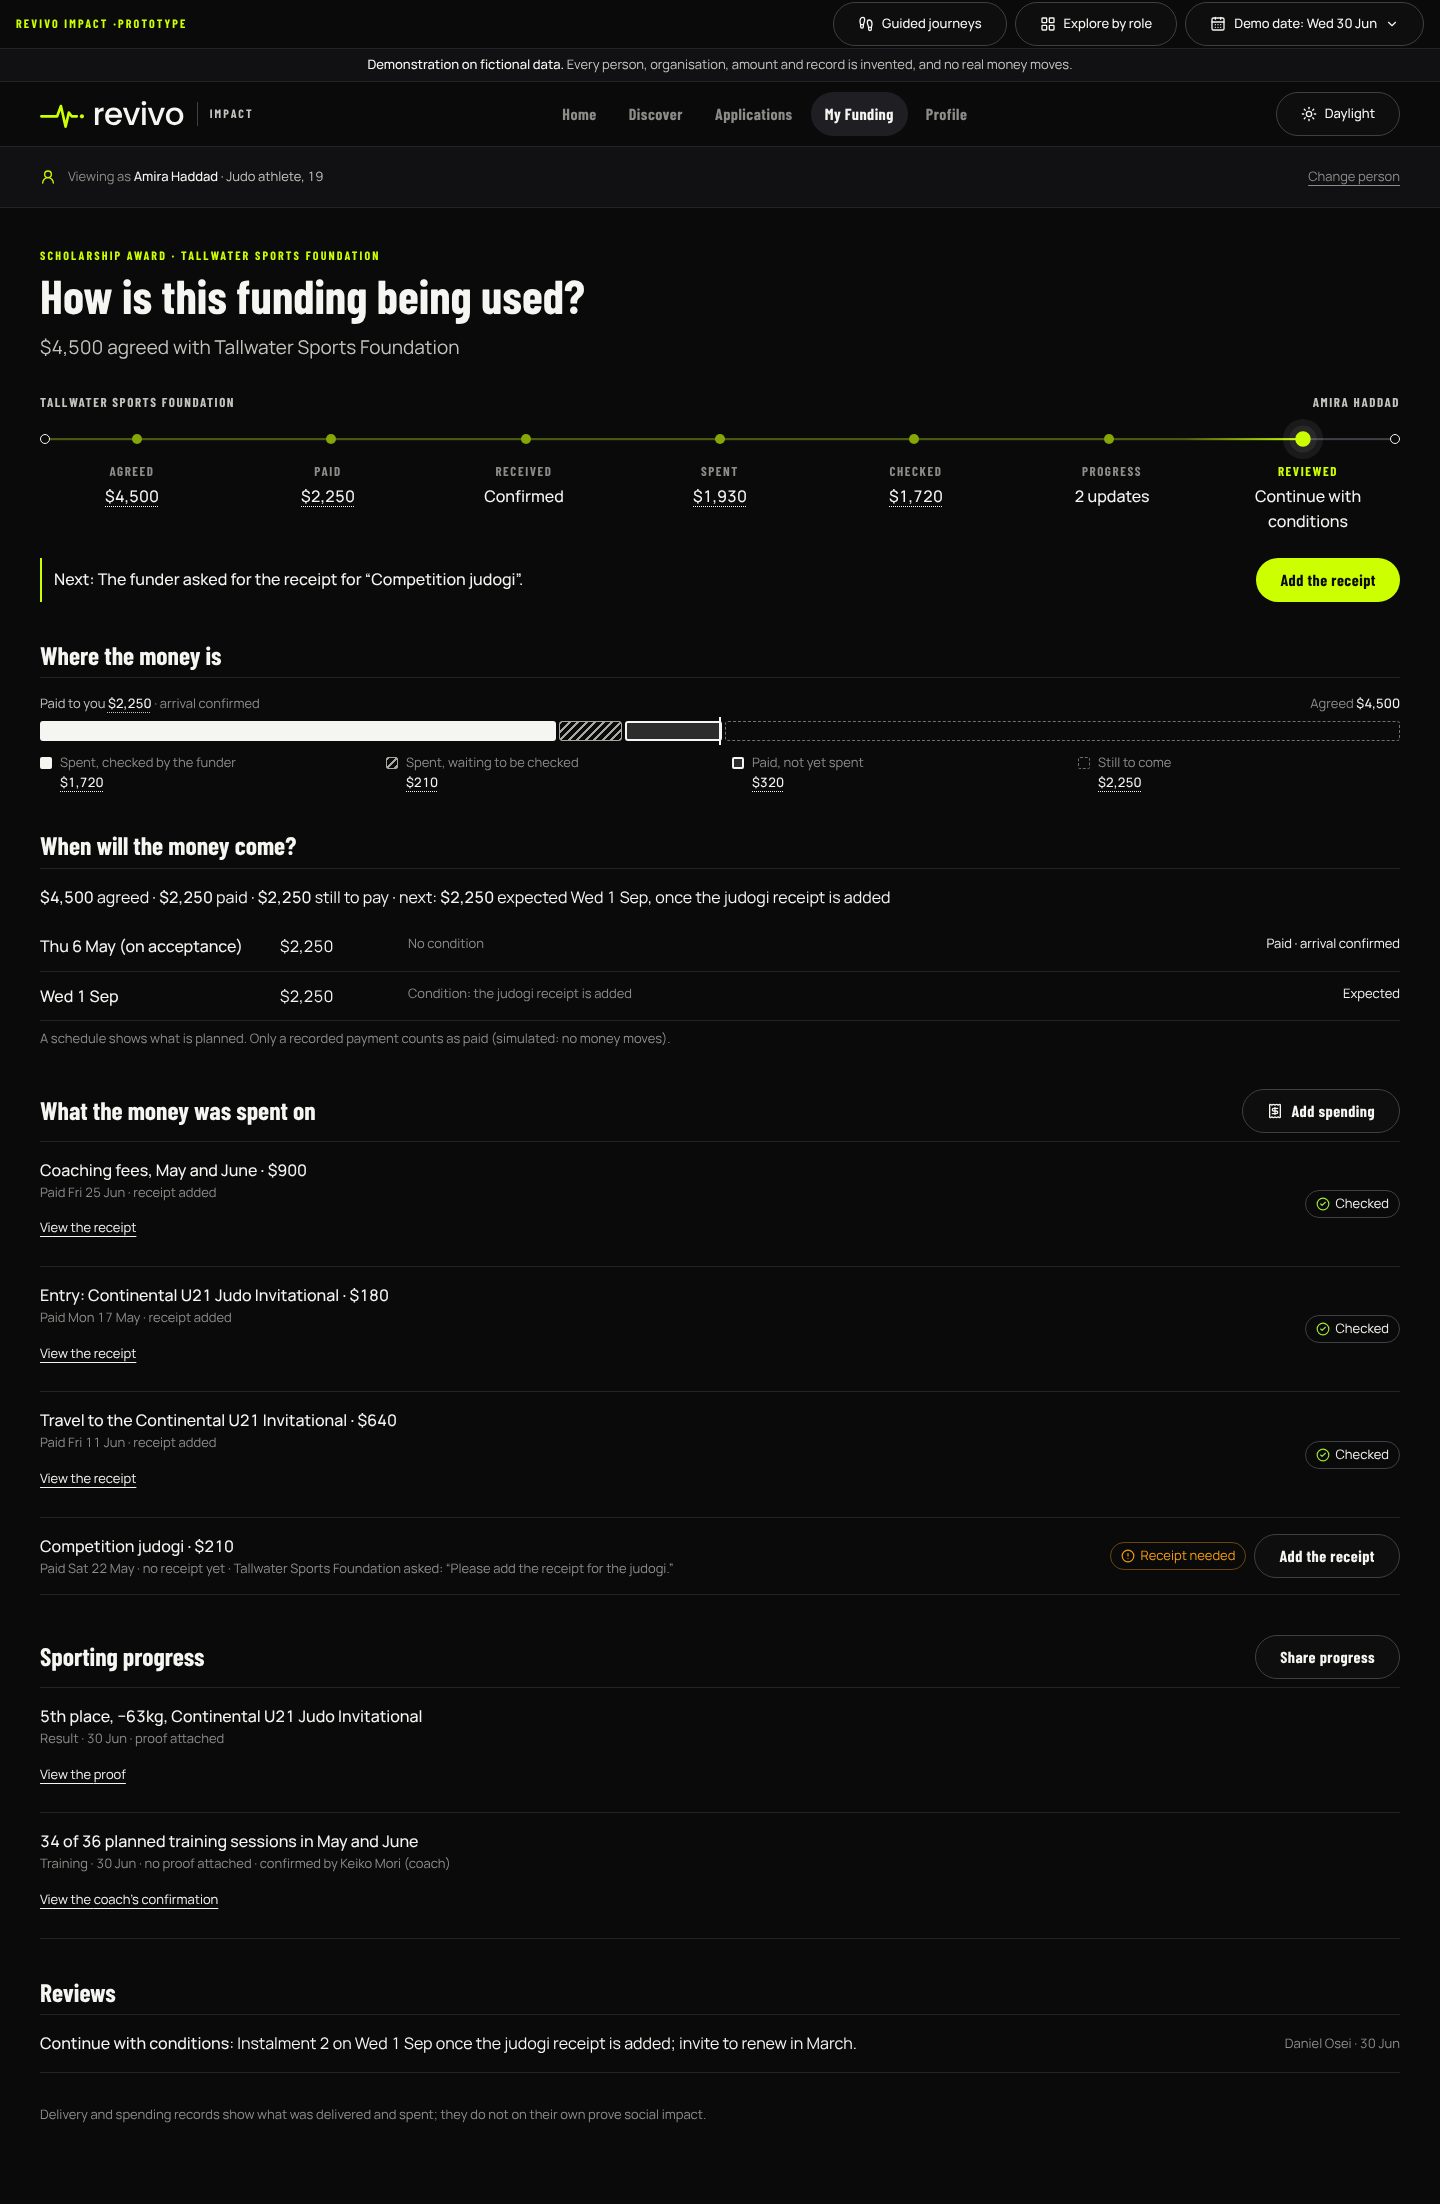 REVIVO IMPACT ·PROTOTYPE
Guided journeys
Explore by role
Demo date: Wed 30 Jun
Demonstration on fictional data. Every person, organisation, amount and record is invented, and no real money moves.
revivo
IMPACT
Home
Discover
Applications
My Funding
Profile
Daylight
Viewing as Amira Haddad · Judo athlete, 19
Change person
SCHOLARSHIP AWARD · TALLWATER SPORTS FOUNDATION
How is this funding being used?
$4,500 agreed with Tallwater Sports Foundation
TALLWATER SPORTS FOUNDATION
AMIRA HADDAD
AGREED
$4,500
PAID
$2,250
RECEIVED
Confirmed
SPENT
$1,930
CHECKED
$1,720
PROGRESS
2 updates
REVIEWED
Continue with
conditions
Next: The funder asked for the receipt for “Competition judogi”.
Add the receipt
Where the money is
Paid to you $2,250 · arrival confirmed
Agreed $4,500
Spent, checked by the funder
$1,720
Spent, waiting to be checked
$210
Paid, not yet spent
$320
Still to come
$2,250
When will the money come?
$4,500 agreed · $2,250 paid · $2,250 still to pay · next: $2,250 expected Wed 1 Sep, once the judogi receipt is added
Thu 6 May (on acceptance)
$2,250
No condition
Paid · arrival confirmed
Wed 1 Sep
$2,250
Condition: the judogi receipt is added
Expected
A schedule shows what is planned. Only a recorded payment counts as paid (simulated: no money moves).
What the money was spent on
Add spending
Coaching fees, May and June · $900
Paid Fri 25 Jun · receipt added
View the receipt
Checked
Entry: Continental U21 Judo Invitational · $180
Paid Mon 17 May · receipt added
View the receipt
Checked
Travel to the Continental U21 Invitational · $640
Paid Fri 11 Jun · receipt added
View the receipt
Checked
Competition judogi · $210
Paid Sat 22 May · no receipt yet · Tallwater Sports Foundation asked: “Please add the receipt for the judogi.”
Receipt needed
Add the receipt
Sporting progress
Share progress
5th place, −63kg, Continental U21 Judo Invitational
Result · 30 Jun · proof attached
View the proof
34 of 36 planned training sessions in May and June
Training · 30 Jun · no proof attached · confirmed by Keiko Mori (coach)
View the coach's confirmation
Reviews
Continue with conditions: Instalment 2 on Wed 1 Sep once the judogi receipt is added; invite to renew in March.
Daniel Osei · 30 Jun
Delivery and spending records show what was delivered and spent; they do not on their own prove social impact.